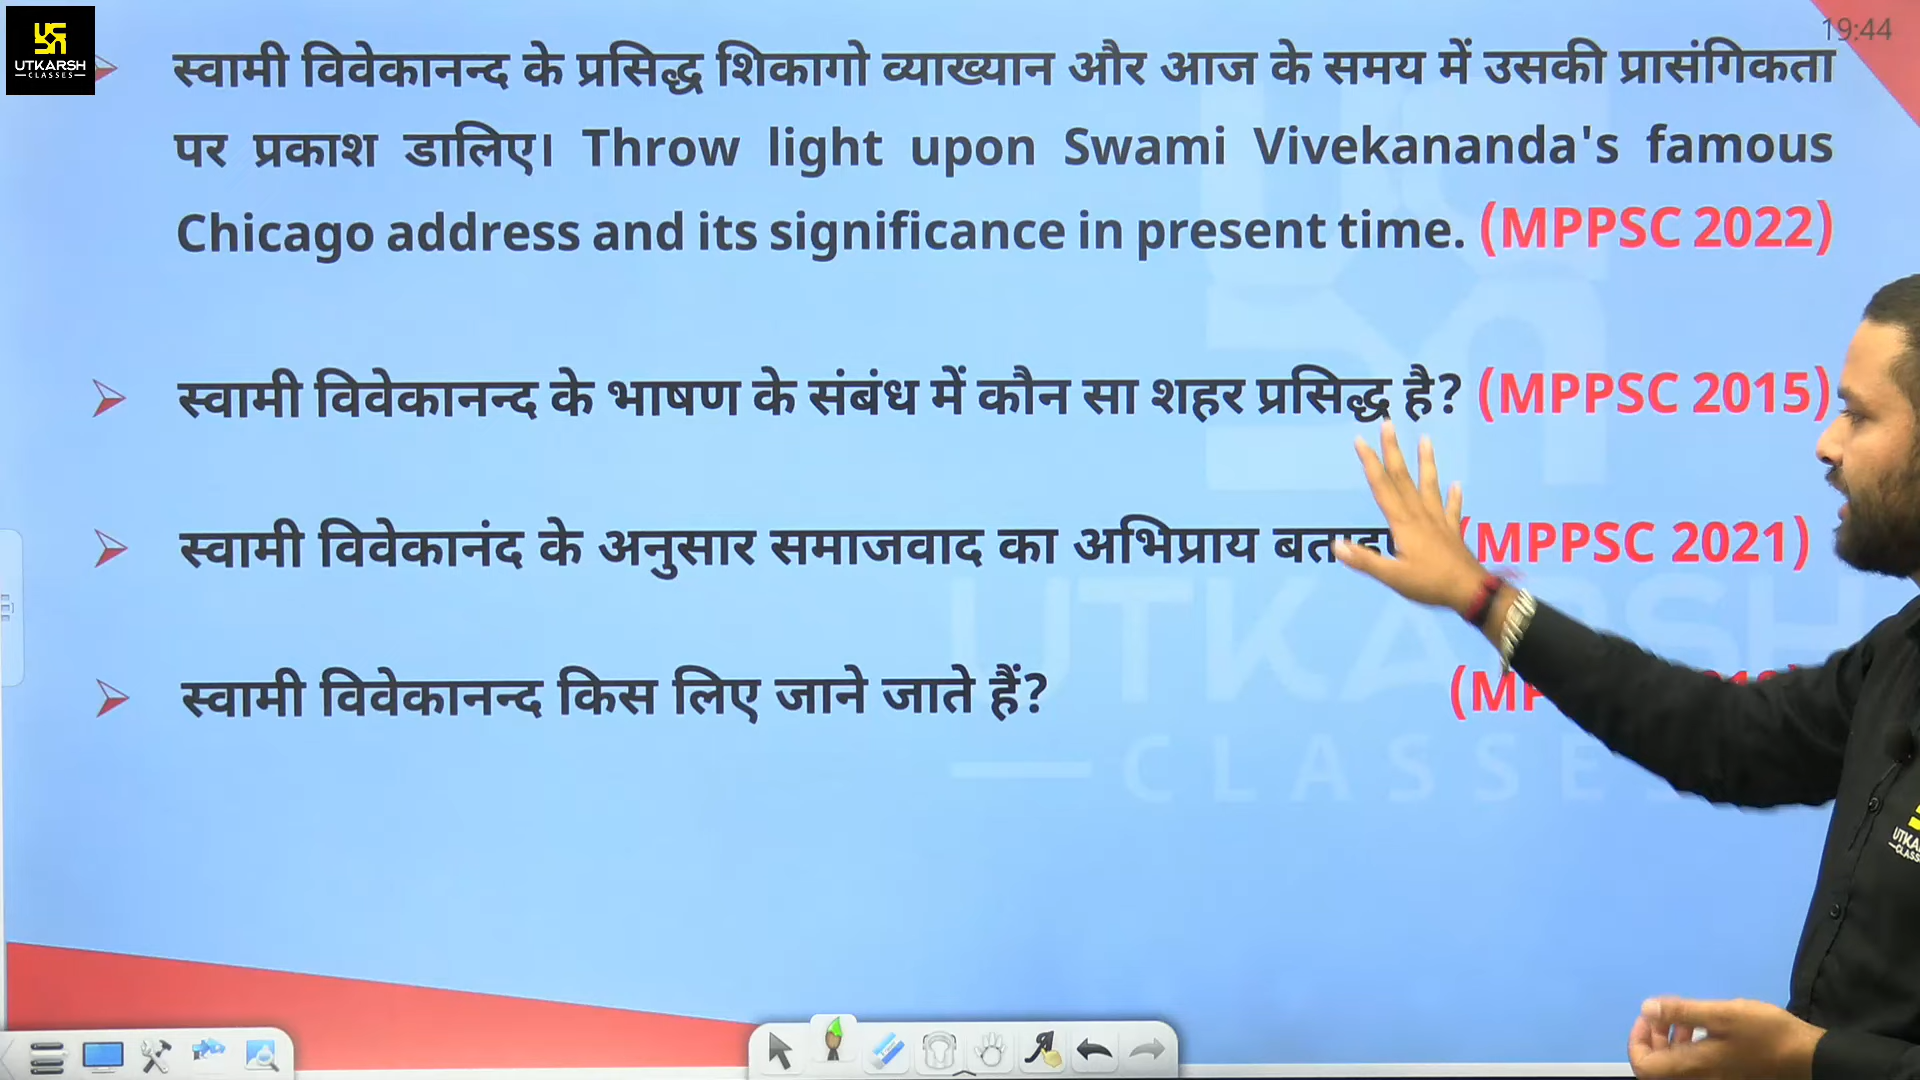 19:44
UTKARSH
CLASSES
स्वामी विवेकानन्द के प्रसिद्ध शिकागो व्याख्यान और आज के समय में उसकी प्रासंगिकता
पर प्रकाश डालिए। Throw light upon Swami Vivekananda's famous
Chicago address and its significance in present time. (MPPSC 2022)
स्वामी विवेकानन्द के भाषण के संबंध में कौन सा शहर प्रसिद्ध है? (MPPSC 2015)
स्वामी विवेकानंद के अनुसार समाजवाद का अभिप्राय (MPPSC 2021)
स्वामी विवेकानन्द किस लिए जाने जाते हैं?
UTKARSH
CLASSES